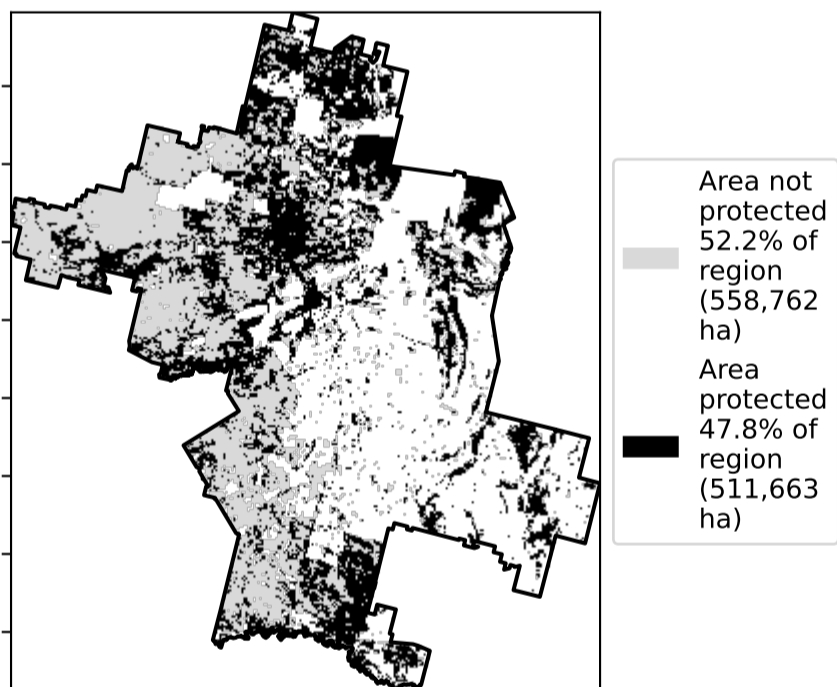 Area not
protected
52.2% of
region
(558,762
ha)
Area
protected
47.8% of
region
(511,663
ha)